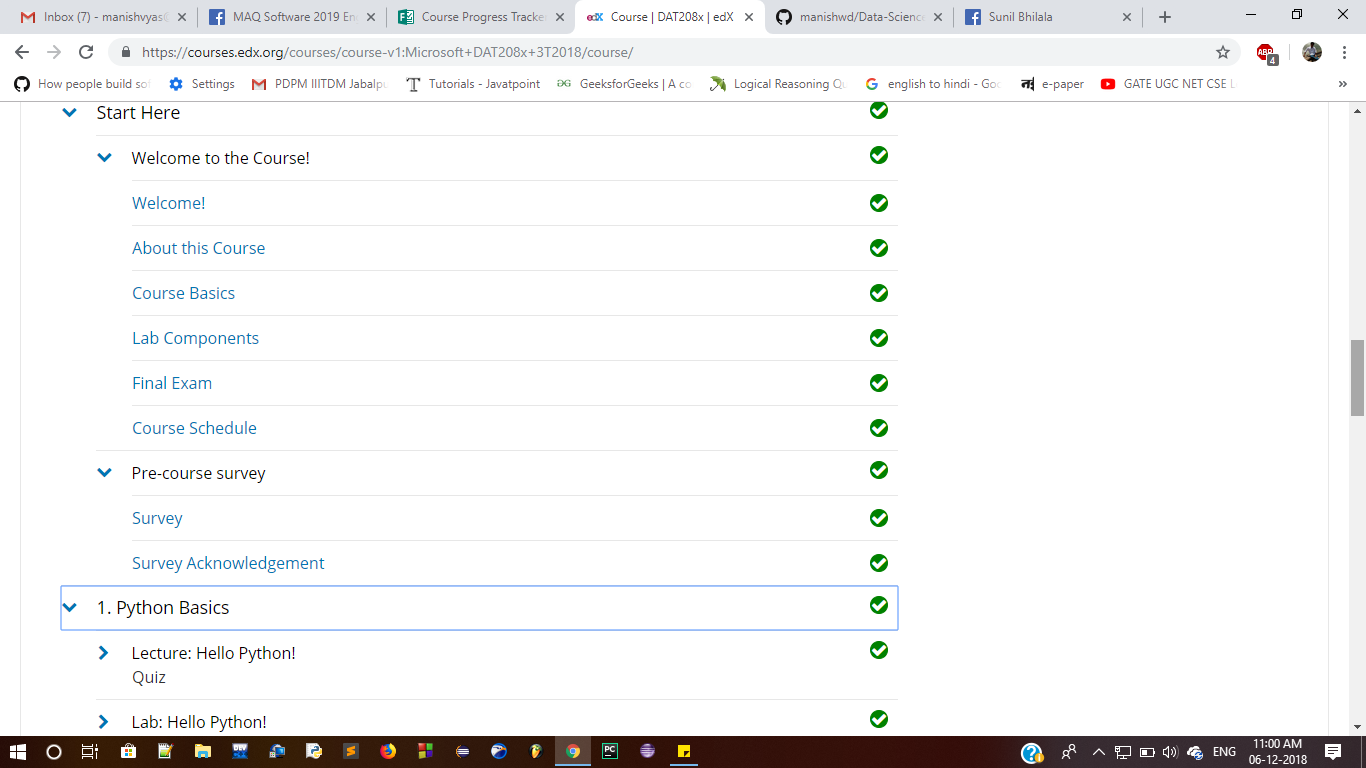 Inbox (7) - manishvyas
MAQ Software 2019 En
Course Progress Tracke
edX Course | DAT208x | edX
manishwd/Data-Science
Sunil Bhilala
https://courses.edx.org/courses/course-v1:Microsoft+DAT208x+3T2018/course/
ABP
4
How people build so
Settings
PDPM IIITDM Jabalpu
Tutorials - Javatpoint
GeeksforGeeks | A co
Logical Reasoning Qu
english to hindi - Goo
e-paper
GATE UGC NET CSE L
»
Start Here
Welcome to the Course!
Welcome!
About this Course
Course Basics
Lab Components
Final Exam
Course Schedule
Pre-course survey
Survey
Survey Acknowledgement
1. Python Basics
Lecture: Hello Python!
Quiz
Lab: Hello Python!
ENG
11:00 AM
06-12-2018